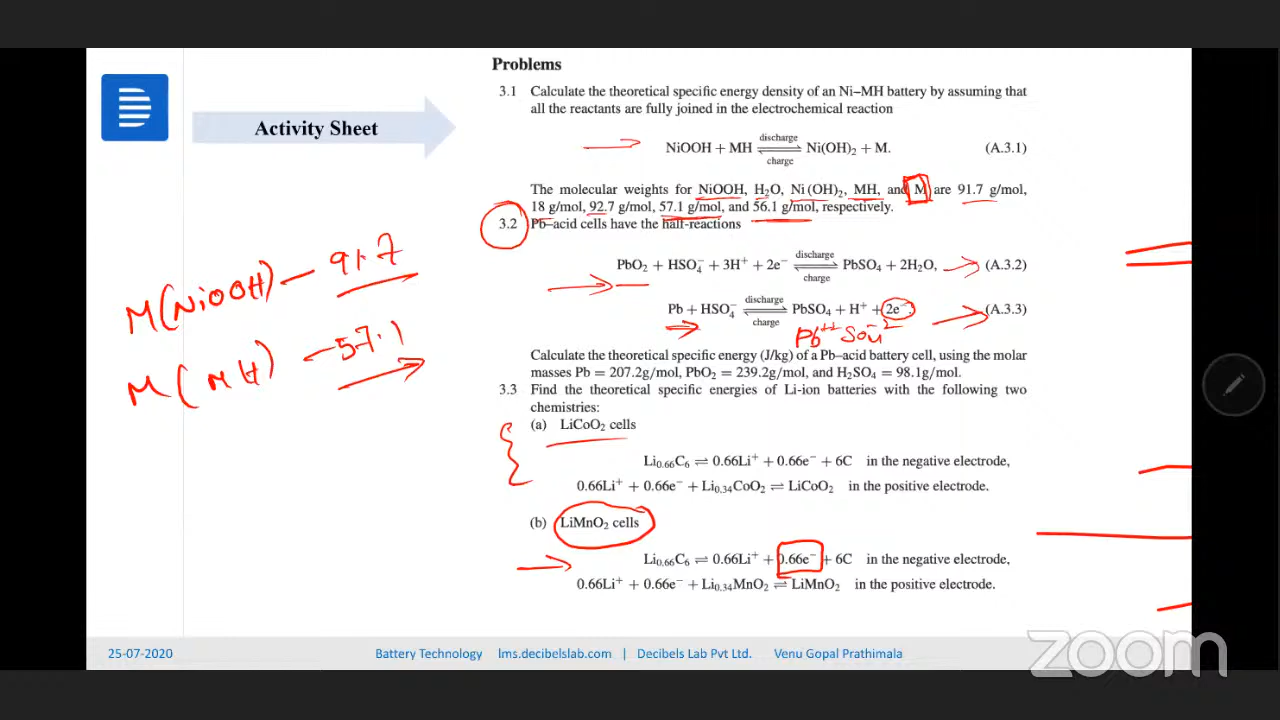 Problems
3.1 Calculate the theoretical specific energy density of an Ni–MH battery by assuming that
all the reactants are fully joined in the electrochemical reaction
Activity Sheet
discharge
NiOOH + MH ⇌ Ni(OH)₂ + M. (A.3.1)
charge
The molecular weights for NiOOH, H₂O, Ni (OH)₂, MH, and M are 91.7 g/mol,
18 g/mol, 92.7 g/mol, 57.1 g/mol, and 56.1 g/mol, respectively.
3.2 Pb–acid cells have the half-reactions
discharge
PbO₂ + HSO₄⁻ + 3H⁺ + 2e⁻ ⇌ PbSO₄ + 2H₂O, (A.3.2)
charge
M(NiOOH) — 91.7
discharge
Pb + HSO₄⁻ ⇌ PbSO₄ + H⁺ + 2e⁻. (A.3.3)
charge
Pb⁺⁺ SO₄⁻²
M( MH) — 57.1
Calculate the theoretical specific energy (J/kg) of a Pb–acid battery cell, using the molar
masses Pb = 207.2g/mol, PbO₂ = 239.2g/mol, and H₂SO₄ = 98.1g/mol.
3.3 Find the theoretical specific energies of Li-ion batteries with the following two
chemistries:
(a) LiCoO₂ cells
Li₀.₆₆C₆ ⇌ 0.66Li⁺ + 0.66e⁻ + 6C in the negative electrode,
0.66Li⁺ + 0.66e⁻ + Li₀.₃₄CoO₂ ⇌ LiCoO₂ in the positive electrode.
(b) LiMnO₂ cells
Li₀.₆₆C₆ ⇌ 0.66Li⁺ + 0.66e⁻ + 6C in the negative electrode,
0.66Li⁺ + 0.66e⁻ + Li₀.₃₄MnO₂ ⇌ LiMnO₂ in the positive electrode.
25-07-2020 Battery Technology lms.decibelslab.com | Decibels Lab Pvt Ltd. Venu Gopal Prathimala
zoom